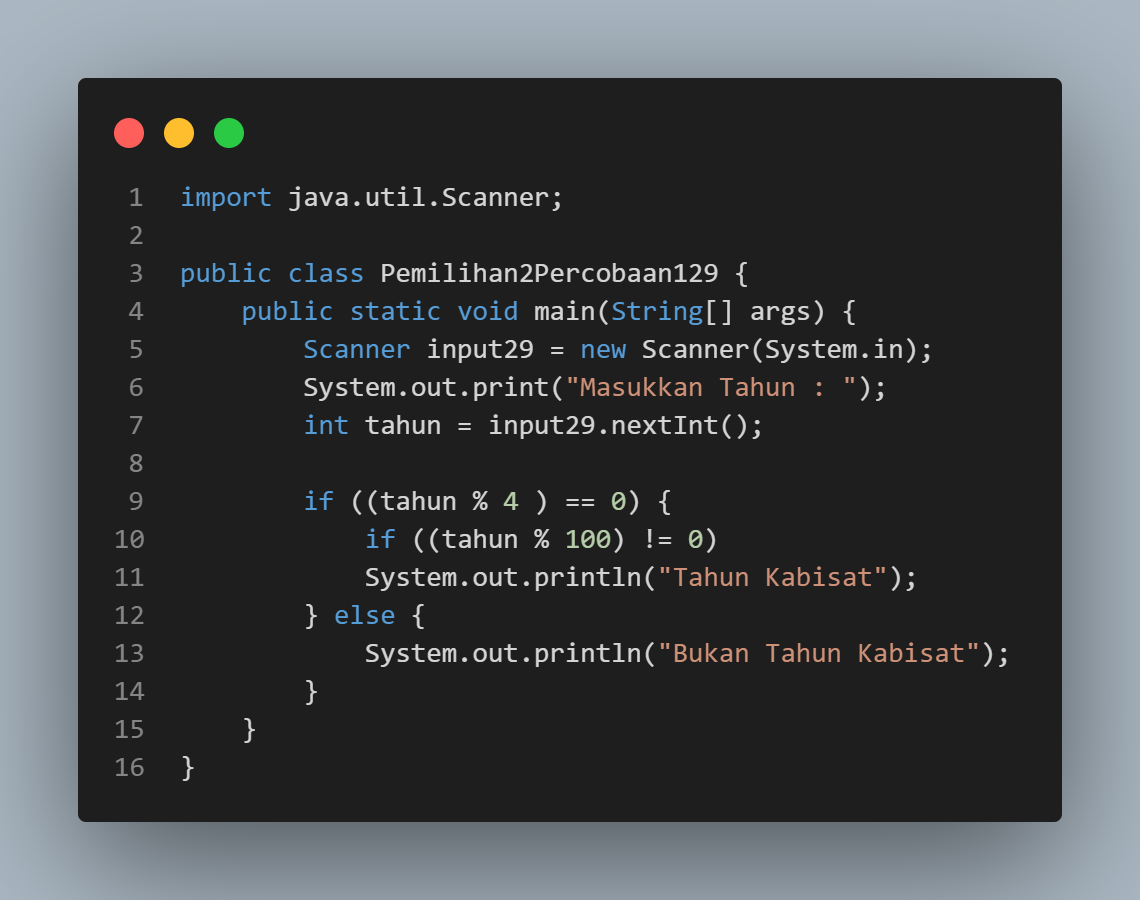 1 import java.util.Scanner;
2
3 public class Pemilihan2Percobaan129 {
4     public static void main(String[] args) {
5         Scanner input29 = new Scanner(System.in);
6         System.out.print("Masukkan Tahun : ");
7         int tahun = input29.nextInt();
8
9         if ((tahun % 4 ) == 0) {
10             if ((tahun % 100) != 0)
11             System.out.println("Tahun Kabisat");
12         } else {
13             System.out.println("Bukan Tahun Kabisat");
14         }
15     }
16 }